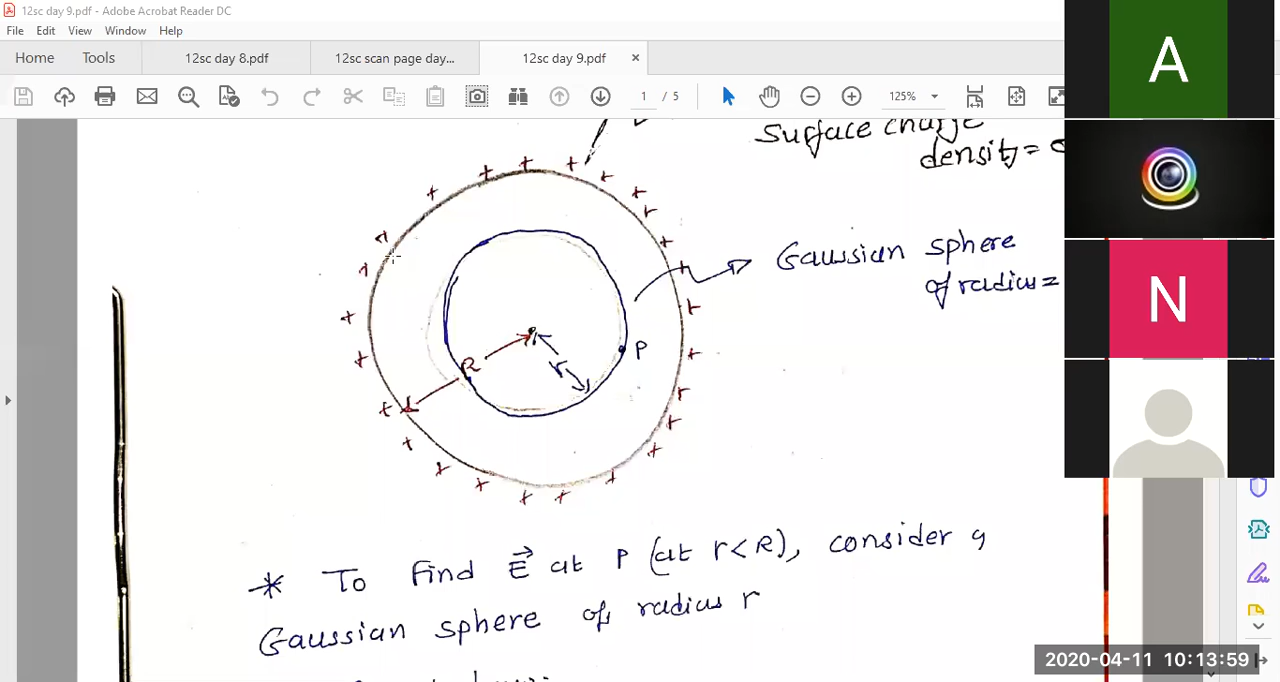 12sc day 9.pdf - Adobe Acrobat Reader DC
File Edit View Window Help
Home Tools 12sc day 8.pdf 12sc scan page day... 12sc day 9.pdf ×
1 / 5 125%
A
Surface charge
density =
Gaussian sphere
of radius =
N
R
r
P
* To Find E⃗ at P (at r<R), consider a
Gaussian sphere of radius r
2020-04-11 10:13:59